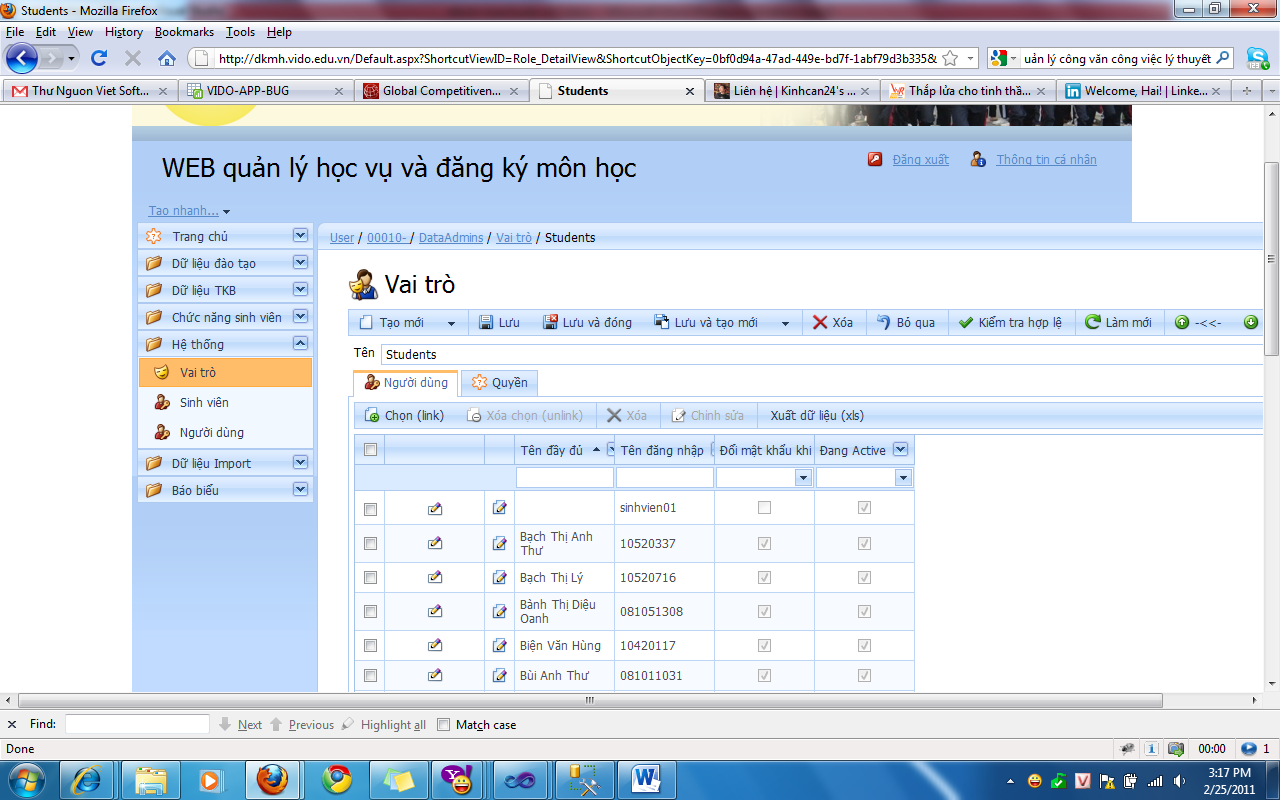 Students - Mozilla Firefox
File Edit View History Bookmarks Tools Help
http://dkmh.vido.edu.vn/Default.aspx?ShortcutViewID=Role_DetailView&ShortcutObjectKey=0bf0d94a-47ad-449e-bd7f-1abf79d3b335& uản lý công văn công việc lý thuyết
Thư Nguon Viet Soft... VIDO-APP-BUG Global Competitiven... Students Liên hệ | Kinhcan24's ... Thắp lửa cho tinh thầ... Welcome, Hai! | Linke...
WEB quản lý học vụ và đăng ký môn học
Đăng xuất Thông tin cá nhân
Tạo nhanh...
Trang chủ
Dữ liệu đào tạo
Dữ liệu TKB
Chức năng sinh viên
Hệ thống
Vai trò
Sinh viên
Người dùng
Dữ liệu Import
Báo biểu
User / 00010- / DataAdmins / Vai trò / Students
Vai trò
Tạo mới Lưu Lưu và đóng Lưu và tạo mới Xóa Bỏ qua Kiểm tra hợp lệ Làm mới -<<-
Tên Students
Người dùng Quyền
Chọn (link) Xóa chọn (unlink) Xóa Chỉnh sửa Xuất dữ liệu (xls)
Tên đầy đủ Tên đăng nhập Đổi mật khẩu khi Đang Active
sinhvien01
Bạch Thị Anh Thư 10520337
Bạch Thị Lý 10520716
Bành Thị Diệu Oanh 081051308
Biện Văn Hùng 10420117
Bùi Anh Thư 081011031
Find: Next Previous Highlight all Match case
Done 00:00 1
3:17 PM
2/25/2011